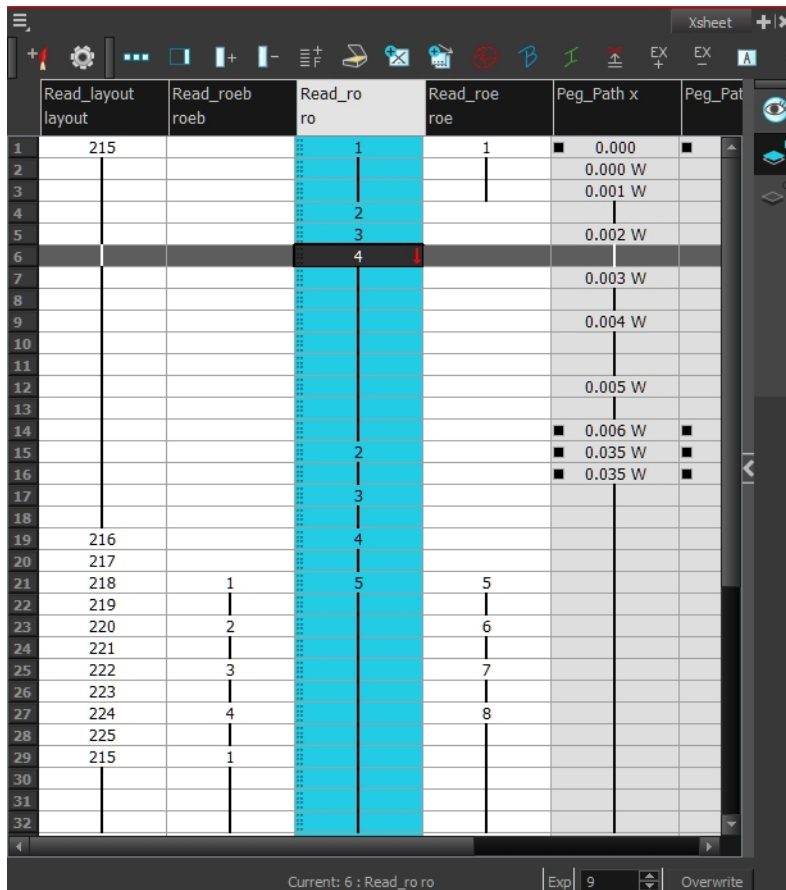 Xsheet
EX EX A
Read_layout Read_roeb Read_ro Read_roe Peg_Path x Peg_Pat
layout roeb ro roe
1 215 1 1 0.000
2 0.000 W
3 0.001 W
4 2
5 3 0.002 W
6 4
7 0.003 W
8
9 0.004 W
10
11
12 0.005 W
13
14 0.006 W
15 2 0.035 W
16 0.035 W
17 3
18
19 216 4
20 217
21 218 1 5 5
22 219
23 220 2 6
24 221
25 222 3 7
26 223
27 224 4 8
28 225
29 215 1
30
31
32
Current: 6 : Read_ro ro Exp 9 Overwrite